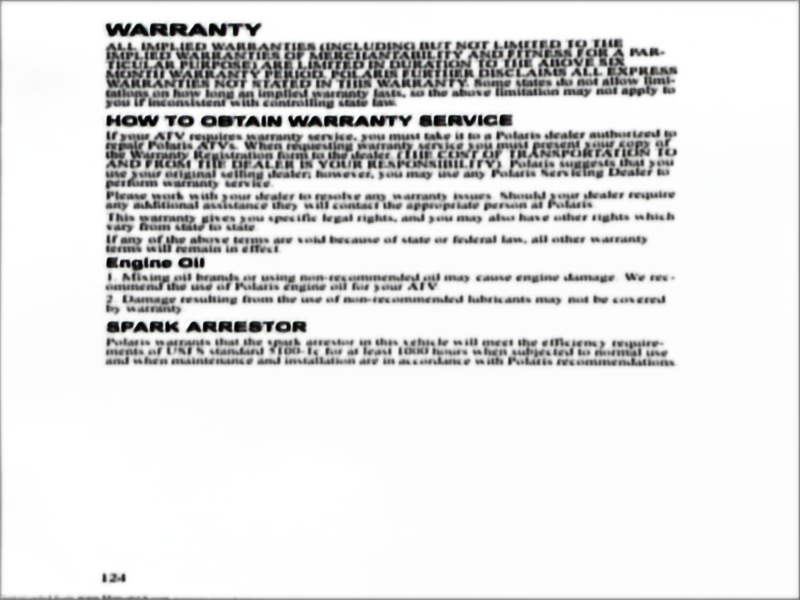 WARRANTY
ALL IMPLIED WARRANTIES (INCLUDING BUT NOT LIMITED TO THE
IMPLIED WARRANTIES OF MERCHANTABILITY AND FITNESS FOR A PAR-
TICULAR PURPOSE) ARE LIMITED IN DURATION TO THE ABOVE SIX
MONTH WARRANTY PERIOD. POLARIS FURTHER DISCLAIMS ALL EXPRESS
WARRANTIES NOT STATED IN THIS WARRANTY. Some states do not allow limi-
tations on how long an implied warranty lasts, so the above limitation may not apply to
you if inconsistent with controlling state law.
HOW TO OBTAIN WARRANTY SERVICE
If your ATV requires warranty service, you must take it to a Polaris dealer authorized to
repair Polaris ATVs. When requesting warranty service you must present your copy of
the Warranty Registration form to the dealer. (THE COST OF TRANSPORTATION TO
AND FROM THE DEALER IS YOUR RESPONSIBILITY). Polaris suggests that you
use your original selling dealer; however, you may use any Polaris Servicing Dealer to
perform warranty service.
Please work with your dealer to resolve any warranty issues. Should your dealer require
any additional assistance they will contact the appropriate person at Polaris.
This warranty gives you specific legal rights, and you may also have other rights which
vary from state to state.
If any of the above terms are void because of state or federal law, all other warranty
terms will remain in effect.
Engine Oil
1. Mixing oil brands or using non-recommended oil may cause engine damage. We rec-
ommend the use of Polaris engine oil for your ATV.
2. Damage resulting from the use of non-recommended lubricants may not be covered
by warranty.
SPARK ARRESTOR
Polaris warrants that the spark arrestor in this vehicle will meet the efficiency require-
ments of USFS standard 5100-1c for at least 1000 hours when subjected to normal use
and when maintenance and installation are in accordance with Polaris recommendations.
124